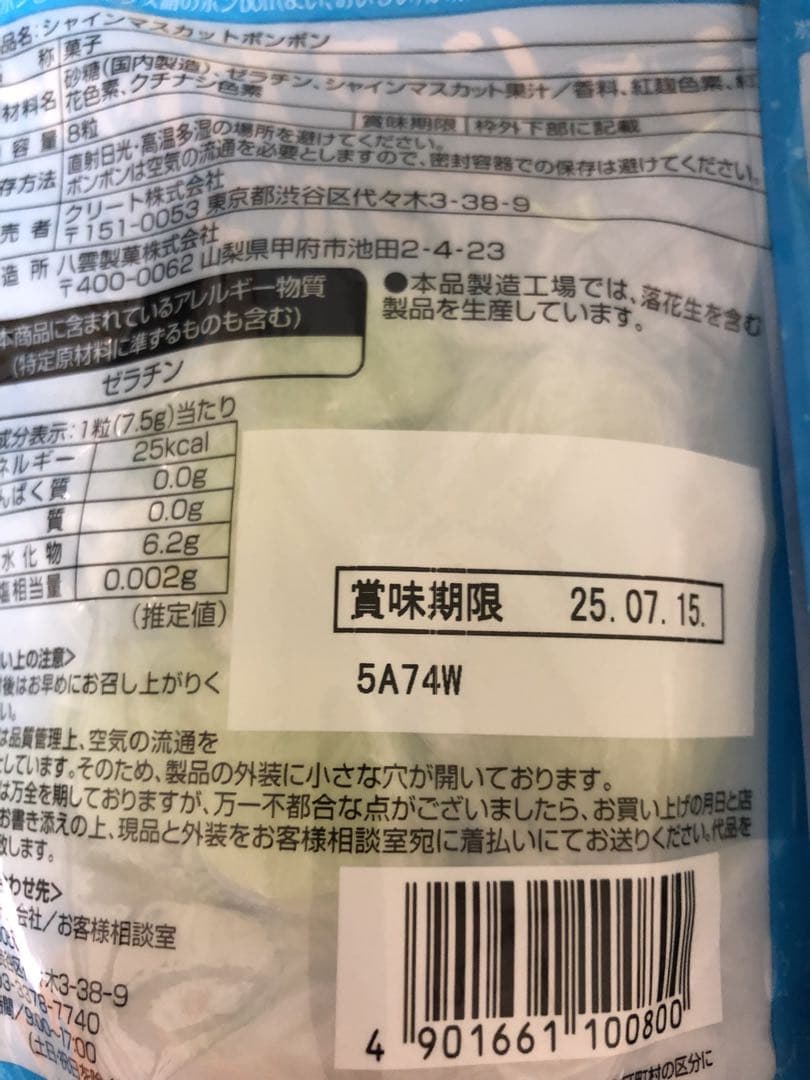 品名:シャインマスカットボンボン
称 菓子
材料名 砂糖(国内製造)、ゼラチン、シャインマスカット果汁/香料、紅麹色素、紅
花色素、クチナシ色素
容量 8粒 賞味期限 枠外下部に記載
存方法 直射日光・高温多湿の場所を避けてください。
ボンボンは空気の流通を必要としますので、密封容器での保存は避けてください。
売者 クリート株式会社
〒151-0053 東京都渋谷区代々木3-38-9
造所 八雲製菓株式会社
〒400-0062 山梨県甲府市池田2-4-23
本商品に含まれているアレルギー物質
(特定原材料に準ずるものも含む)
ゼラチン
●本品製造工場では、落花生を含む
製品を生産しています。
成分表示:1粒(7.5g)当たり
ネルギー 25kcal
んぱく質 0.0g
質 0.0g
水化物 6.2g
塩相当量 0.002g
(推定値)
賞味期限 25.07.15.
5A74W
い上の注意>
後はお早めにお召し上がりく
い。
は品質管理上、空気の流通を
としています。そのため、製品の外装に小さな穴が開いております。
は万全を期しておりますが、万一不都合な点がございましたら、お買い上げの月日と店
お書き添えの上、現品と外装をお客様相談室宛に着払いにてお送りください。代品を
致します。
合わせ先>
会社/お客様相談室
木3-38-9
03-3378-7740
間/9:00~17:00
(土日・祝日を除
4 901661 100800
町村の区分に